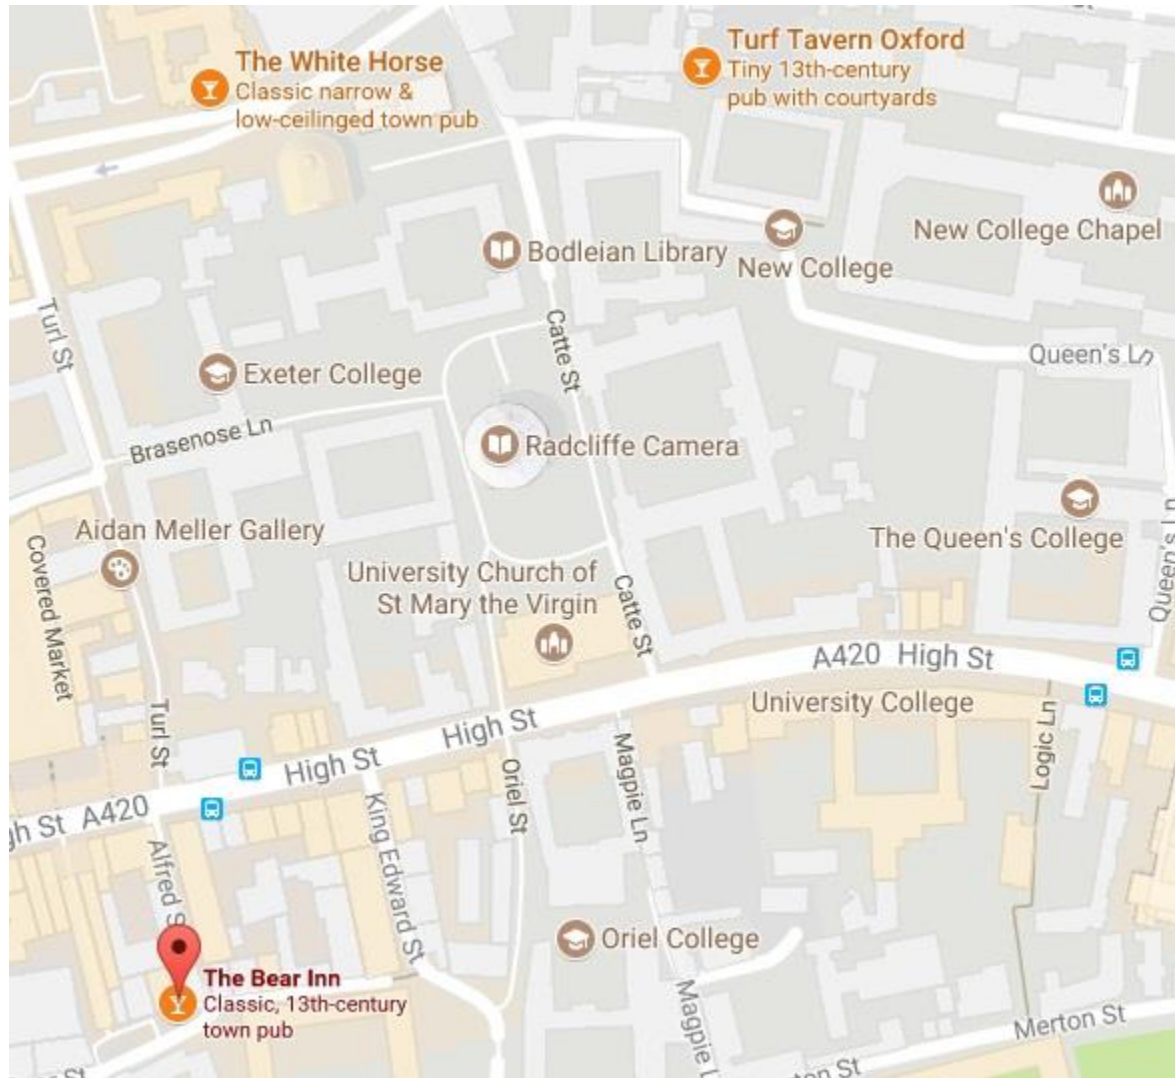 The White Horse
Classic narrow &
low-ceilinged town pub
Turf Tavern Oxford
Tiny 13th-century
pub with courtyards
New College Chapel
Bodleian Library
New College
Turl St
Catte St
Queen's Ln
Exeter College
Brasenose Ln
Radcliffe Camera
Aidan Meller Gallery
The Queen's College
Queen's Ln
Covered Market
University Church of
St Mary the Virgin
Catte St
A420 High St
University College
Turl St
High St
High St
Magpie Ln
Logic Ln
Oriel St
A420
King Edward St
Alfred S
Oriel College
The Bear Inn
Classic, 13th-century
town pub
Magpie L
Merton St